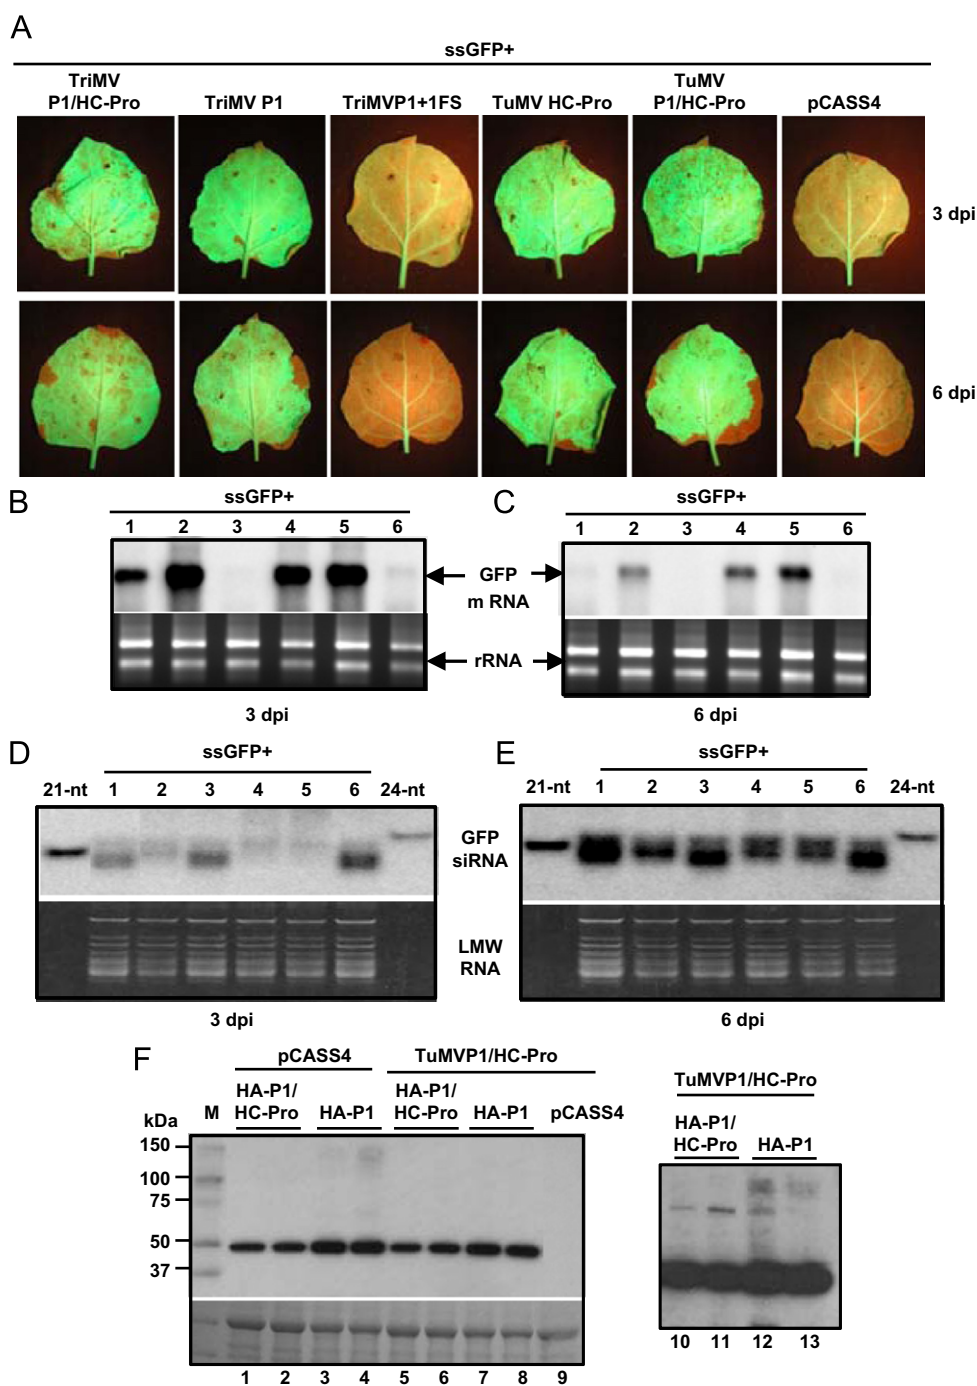 A
ssGFP+
TriMV P1/HC-Pro
TriMV P1
TriMVP1+1FS
TuMV HC-Pro
TuMV P1/HC-Pro
pCASS4
3 dpi
6 dpi
B
ssGFP+
1 2 3 4 5 6
C
ssGFP+
1 2 3 4 5 6
GFP
m RNA
rRNA
3 dpi
6 dpi
D
ssGFP+
21-nt 1 2 3 4 5 6 24-nt
E
ssGFP+
21-nt 1 2 3 4 5 6 24-nt
GFP
siRNA
LMW
RNA
3 dpi
6 dpi
F
pCASS4
TuMVP1/HC-Pro
kDa
M
HA-P1/
HC-Pro
HA-P1
HA-P1/
HC-Pro
HA-P1
pCASS4
150
100
75
50
37
1 2 3 4 5 6 7 8 9
TuMVP1/HC-Pro
HA-P1/
HC-Pro
HA-P1
10 11 12 13